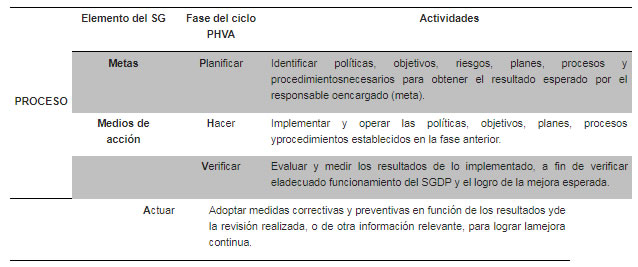 Elemento del SG Fase del ciclo Actividades
PHVA
Metas Planificar Identificar políticas, objetivos, riesgos, planes, procesos y
procedimientosnecesarios para obtener el resultado esperado por el
PROCESO responsable oencargado (meta).
Medios de Hacer Implementar y operar las políticas, objetivos, planes, procesos
acción yprocedimientos establecidos en la fase anterior.
Verificar Evaluar y medir los resultados de lo implementado, a fin de verificar
eladecuado funcionamiento del SGDP y el logro de la mejora esperada.
Actuar Adoptar medidas correctivas y preventivas en función de los resultados yde
la revisión realizada, o de otra información relevante, para lograr lamejora
continua.